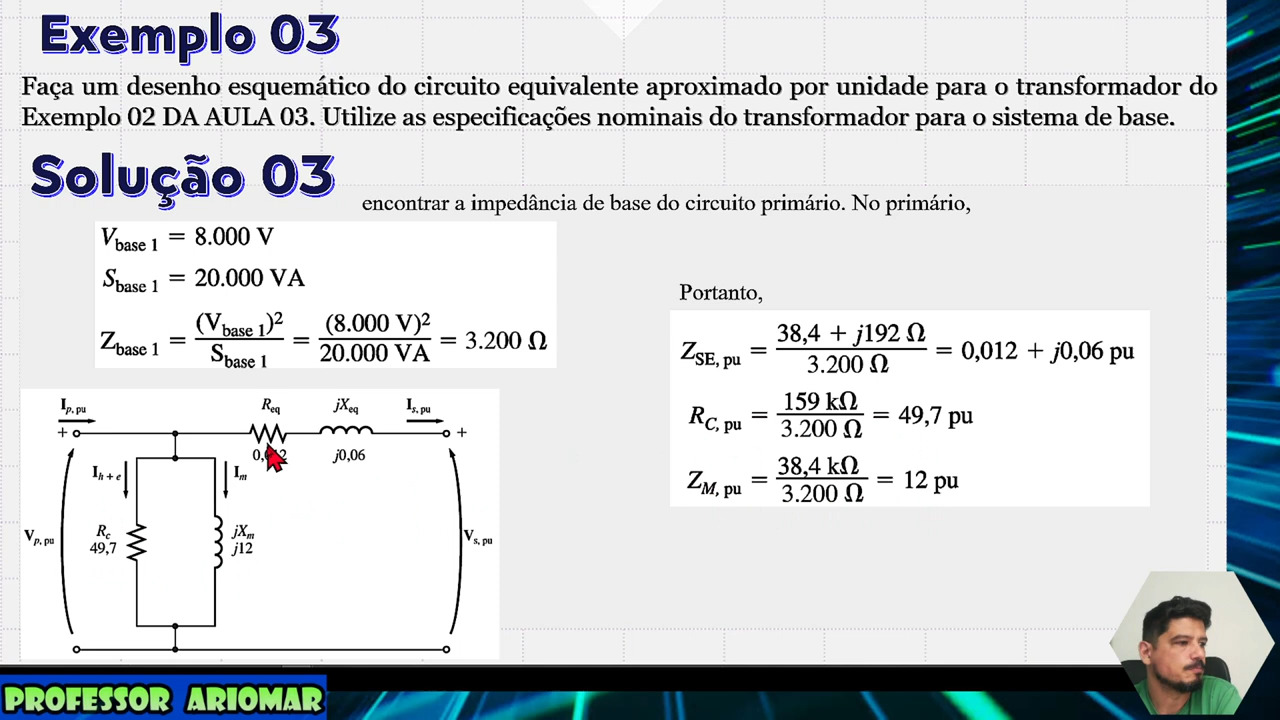 Exemplo 03
Faça um desenho esquemático do circuito equivalente aproximado por unidade para o transformador do
Exemplo 02 DA AULA 03. Utilize as especificações nominais do transformador para o sistema de base.
Solução 03
encontrar a impedância de base do circuito primário. No primário,
V base 1 = 8.000 V
S base 1 = 20.000 VA
Z base 1 = (V base 1)² / S base 1 = (8.000 V)² / 20.000 VA = 3.200 Ω
Portanto,
Z SE, pu = 38,4 + j192 Ω / 3.200 Ω = 0,012 + j0,06 pu
R C, pu = 159 kΩ / 3.200 Ω = 49,7 pu
Z M, pu = 38,4 kΩ / 3.200 Ω = 12 pu
I p, pu
R eq
jX eq
I s, pu
+
+
j0,06
I h + e
I m
V p, pu
R c
49,7
jX m
j12
V s, pu
PROFESSOR ARIOMAR